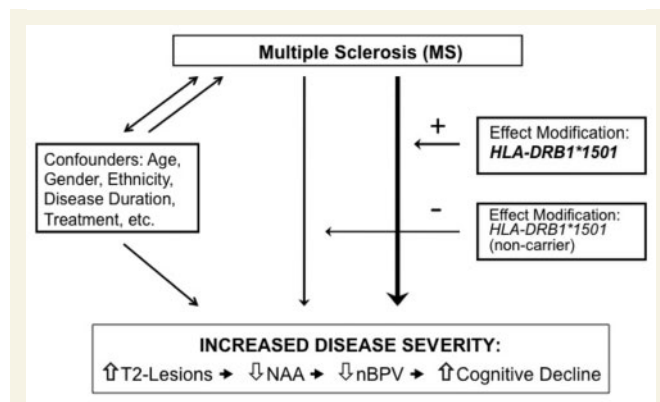 Multiple Sclerosis (MS)
Confounders: Age,
Gender, Ethnicity,
Disease Duration,
Treatment, etc.
+
Effect Modification:
HLA-DRB1*1501
-
Effect Modification:
HLA-DRB1*1501
(non-carrier)
INCREASED DISEASE SEVERITY:
⇧T2-Lesions → ⇩NAA → ⇩nBPV → ⇧Cognitive Decline